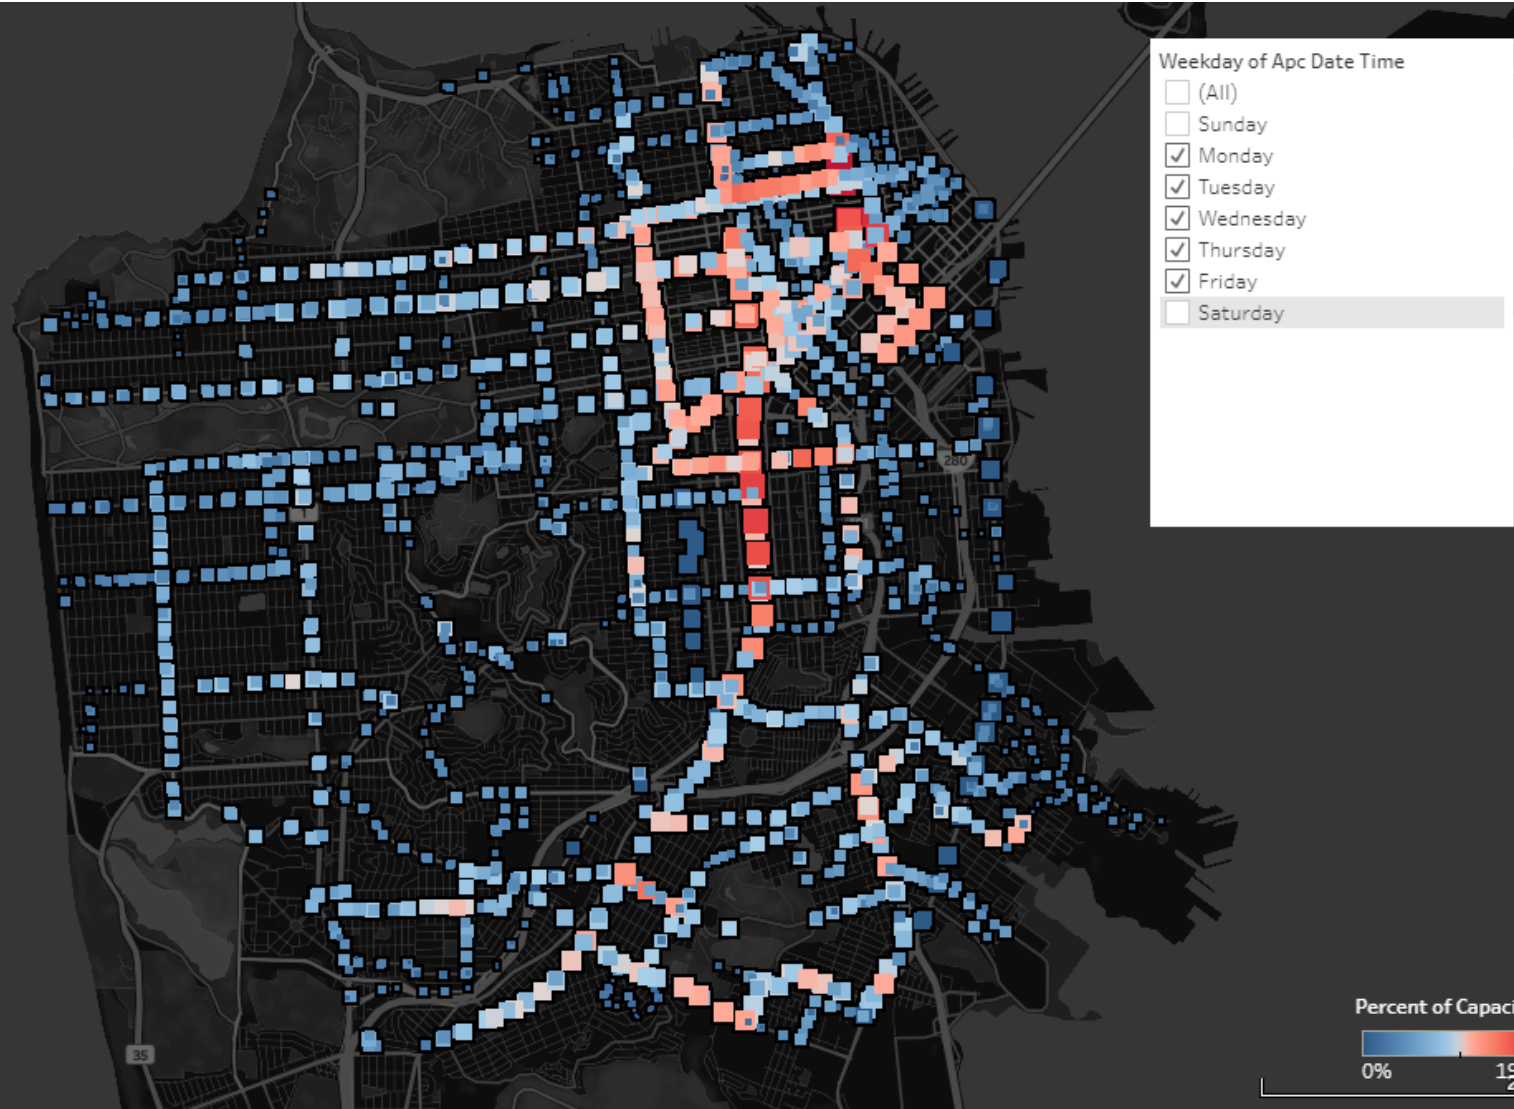 Weekday of Apc Date Time
(All)
Sunday
Monday
Tuesday
Wednesday
Thursday
Friday
Saturday
280
1
35
Percent of Capaci
0%